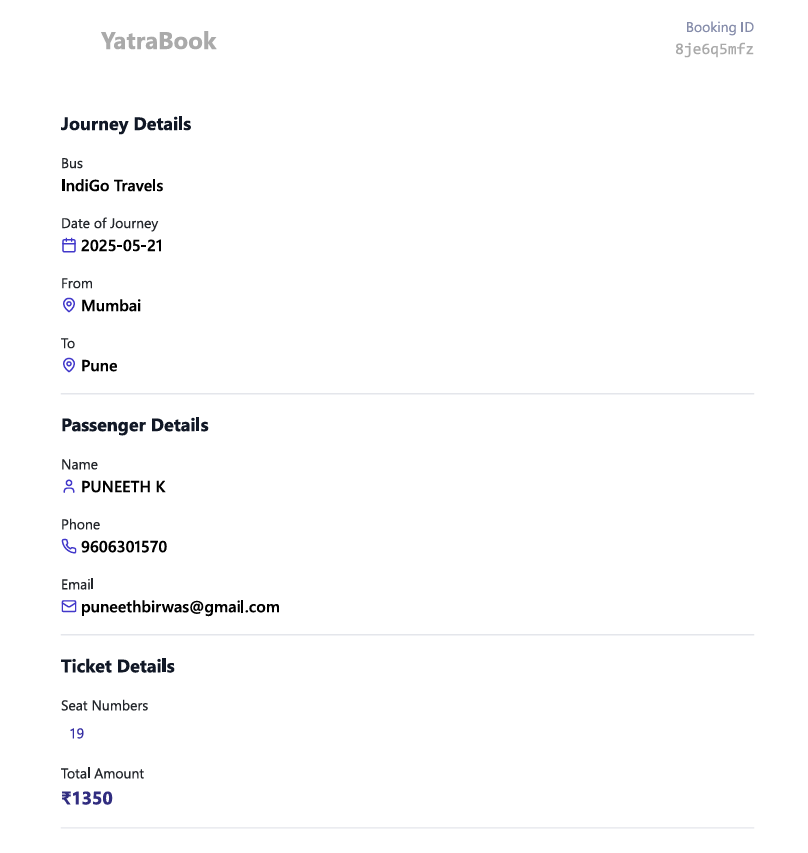 YatraBook
Booking ID
8je6q5mfz
Journey Details
Bus
IndiGo Travels
Date of Journey
2025-05-21
From
Mumbai
To
Pune
Passenger Details
Name
PUNEETH K
Phone
9606301570
Email
puneethbirwas@gmail.com
Ticket Details
Seat Numbers
19
Total Amount
₹1350